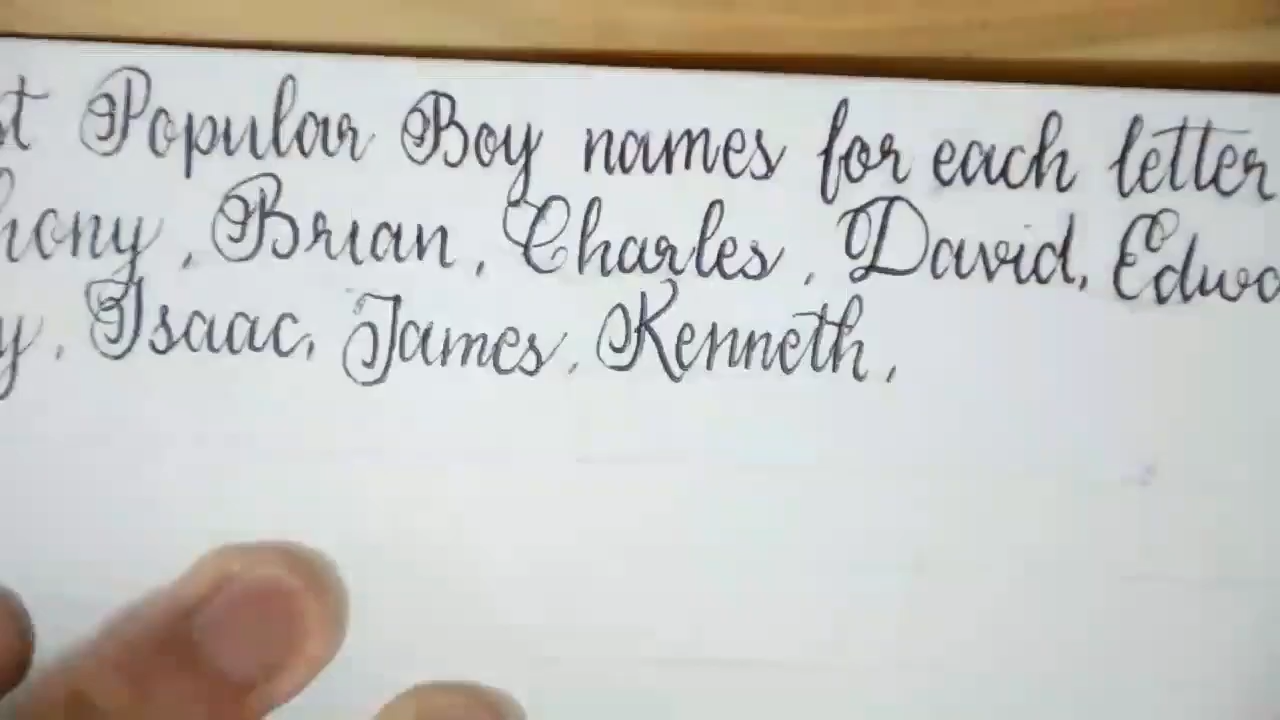 Popular Boy names for each letter
Brian, Charles, David,
Isaac, James, Kenneth,